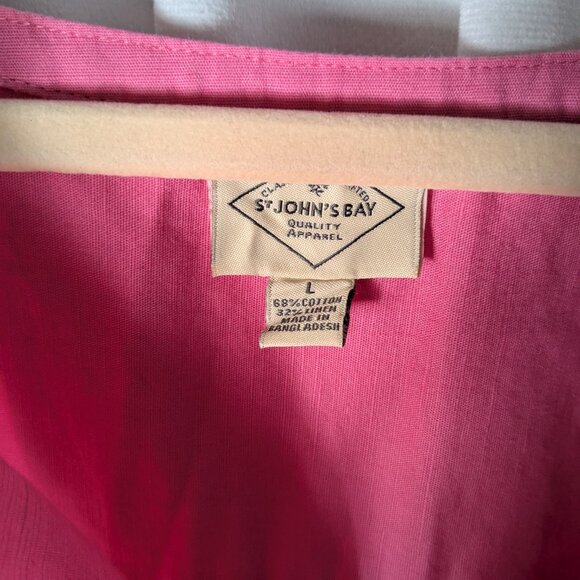 ST JOHN'S BAY
QUALITY
APPAREL
L
68% COTTON
32% LINEN
MADE IN
BANGLADESH